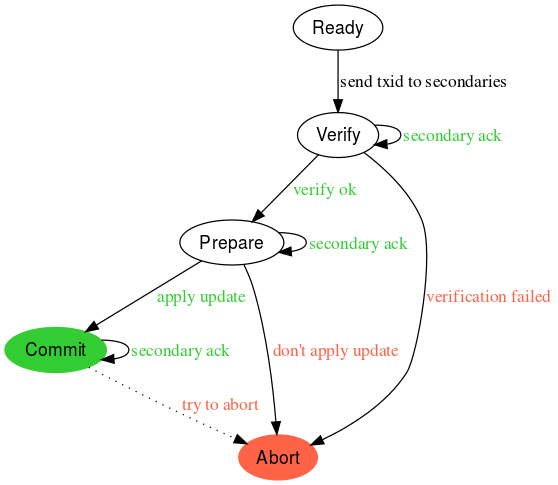 Ready
send txid to secondaries
Verify
secondary ack
verify ok
Prepare
secondary ack
verification failed
apply update
Commit
secondary ack
don't apply update
try to abort
Abort